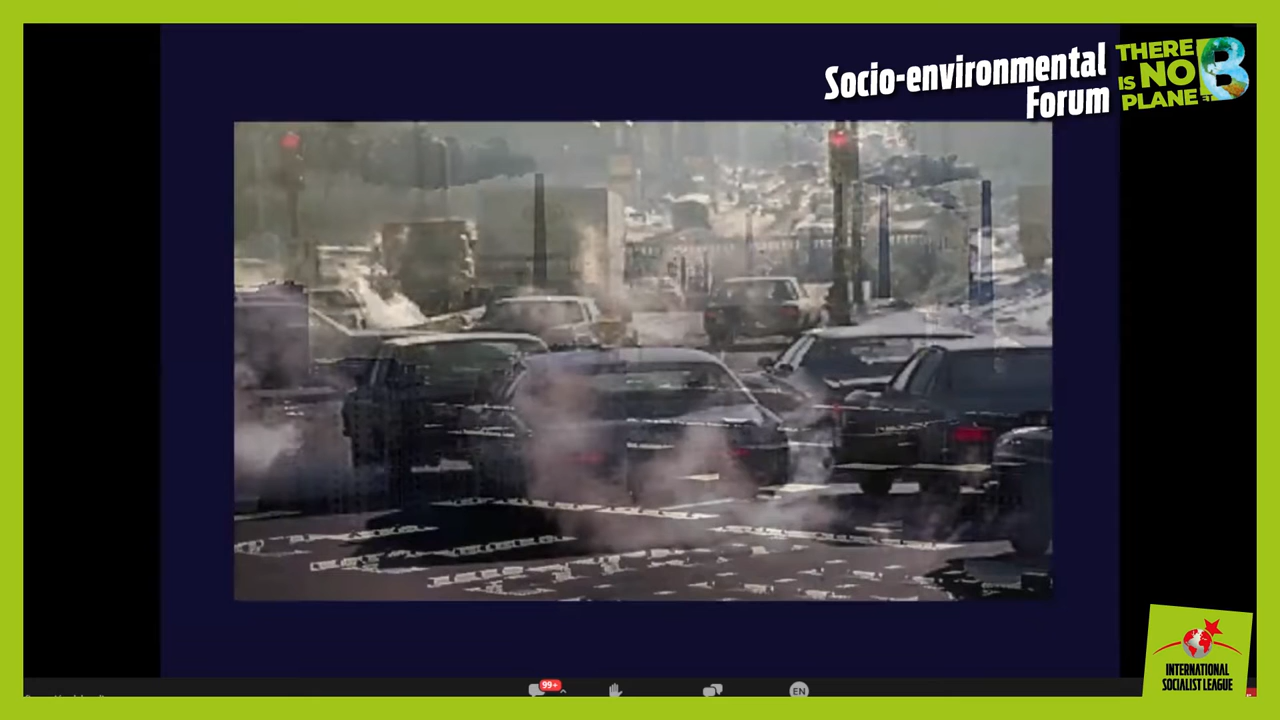 Socio-environmental
Forum
THERE
IS NO
PLANET
B
99+
EN
INTERNATIONAL
SOCIALIST LEAGUE